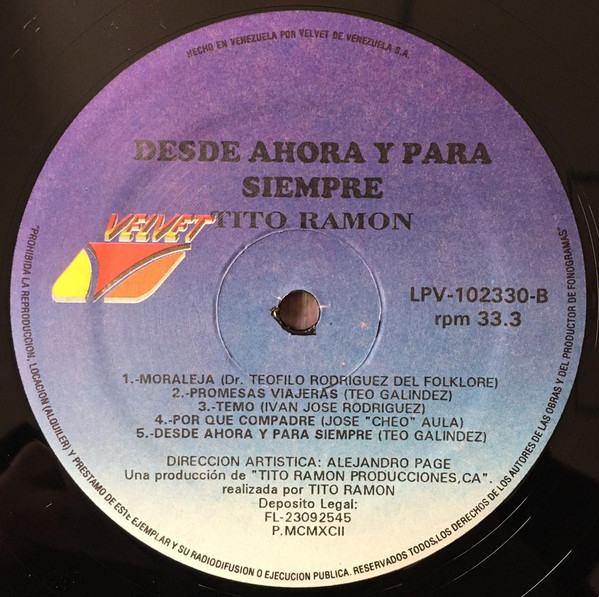 HECHO EN VENEZUELA POR VELVET DE VENEZUELA S.A.
DESDE AHORA Y PARA
SIEMPRE
TITO RAMON
VELVET
LPV-102330-B
rpm 33.3
1.-MORALEJA (Dr. TEOFILO RODRIGUEZ DEL FOLKLORE)
2.-PROMESAS VIAJERAS (TEO GALINDEZ)
3.-TEMO (IVAN JOSE RODRIGUEZ)
4.-POR QUE COMPADRE (JOSE "CHEO" AULA)
5.-DESDE AHORA Y PARA SIEMPRE (TEO GALINDEZ)
DIRECCION ARTISTICA: ALEJANDRO PAGE
Una producción de "TITO RAMON PRODUCCIONES,CA".
realizada por TITO RAMON
Deposito Legal:
FL-23092545
P.MCMXCII
"PROHIBIDA LA REPRODUCCION, LOCACION (ALQUILER) Y PRESTAMO DE ESTE EJEMPLAR Y SU RADIODIFUSION O EJECUCION PUBLICA. RESERVADOS TODOS,LOS DERECHOS DE LOS AUTORES DE LAS OBRAS Y DEL PRODUCTOR DE FONOGRAMAS"